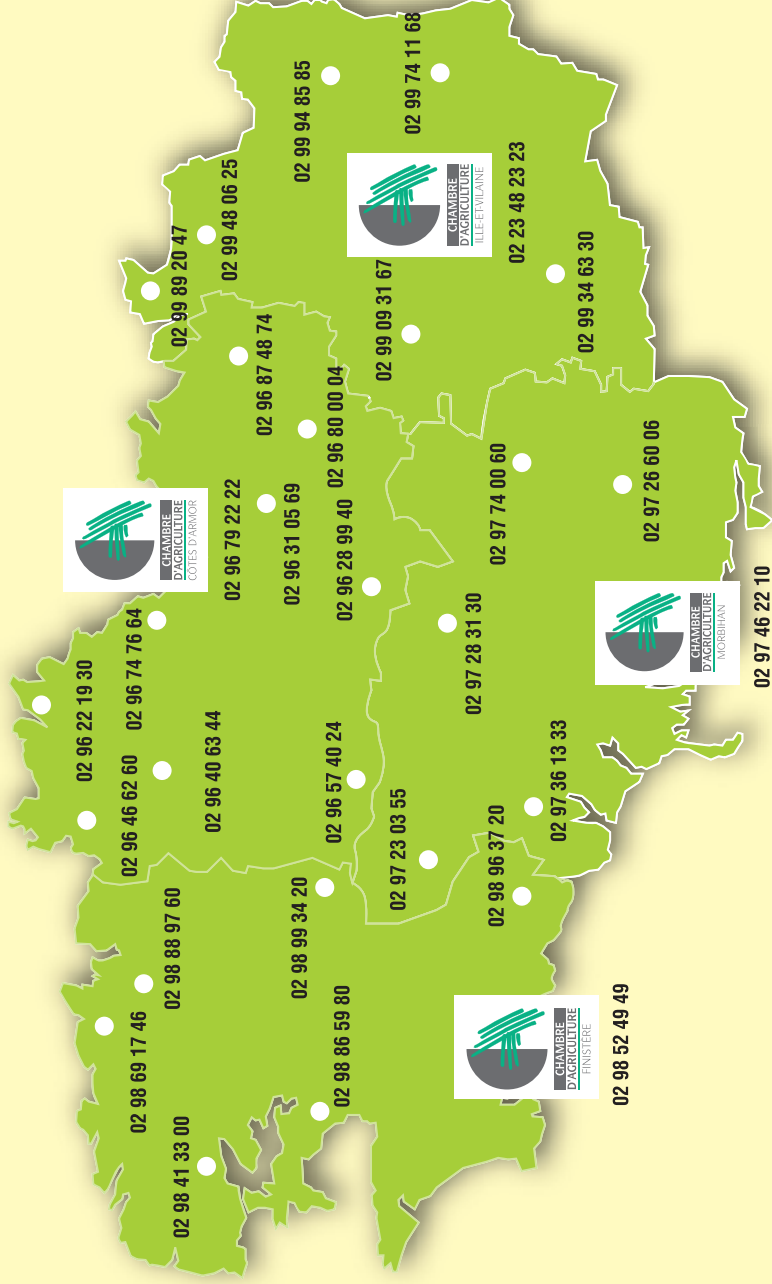 02 96 22 19 30
02 98 69 17 46
02 96 46 62 60
02 96 74 76 64
CHAMBRE
D'AGRICULTURE
CÔTES D'ARMOR
02 98 41 33 00
02 98 88 97 60
02 99 89 20 47
02 96 40 63 44
02 96 79 22 22
02 99 48 06 25
02 96 87 48 74
02 96 31 05 69
02 98 99 34 20
02 99 94 85 85
02 98 86 59 80
02 96 57 40 24
02 96 28 99 40
02 96 80 00 04
02 97 23 03 55
02 99 09 31 67
02 99 74 11 68
CHAMBRE
D'AGRICULTURE
ILLE-ET-VILAINE
02 23 48 23 23
02 97 28 31 30
02 98 96 37 20
02 97 74 00 60
02 97 36 13 33
02 99 34 63 30
CHAMBRE
D'AGRICULTURE
FINISTÈRE
02 98 52 49 49
02 97 26 60 06
CHAMBRE
D'AGRICULTURE
MORBIHAN
02 97 46 22 10